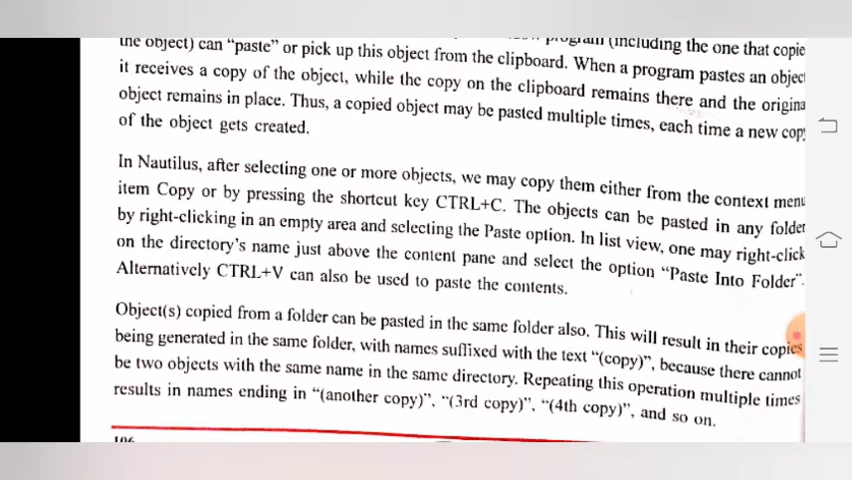 program (including the one that copie
the object) can “paste” or pick up this object from the clipboard. When a program pastes an objec
it receives a copy of the object, while the copy on the clipboard remains there and the origina
object remains in place. Thus, a copied object may be pasted multiple times, each time a new copy
of the object gets created.
In Nautilus, after selecting one or more objects, we may copy them either from the context menu
item Copy or by pressing the shortcut key CTRL+C. The objects can be pasted in any folder
by right-clicking in an empty area and selecting the Paste option. In list view, one may right-click
on the directory’s name just above the content pane and select the option “Paste Into Folder”.
Alternatively CTRL+V can also be used to paste the contents.
Object(s) copied from a folder can be pasted in the same folder also. This will result in their copies
being generated in the same folder, with names suffixed with the text “(copy)”, because there cannot
be two objects with the same name in the same directory. Repeating this operation multiple times
results in names ending in “(another copy)”, “(3rd copy)”, “(4th copy)”, and so on.
106